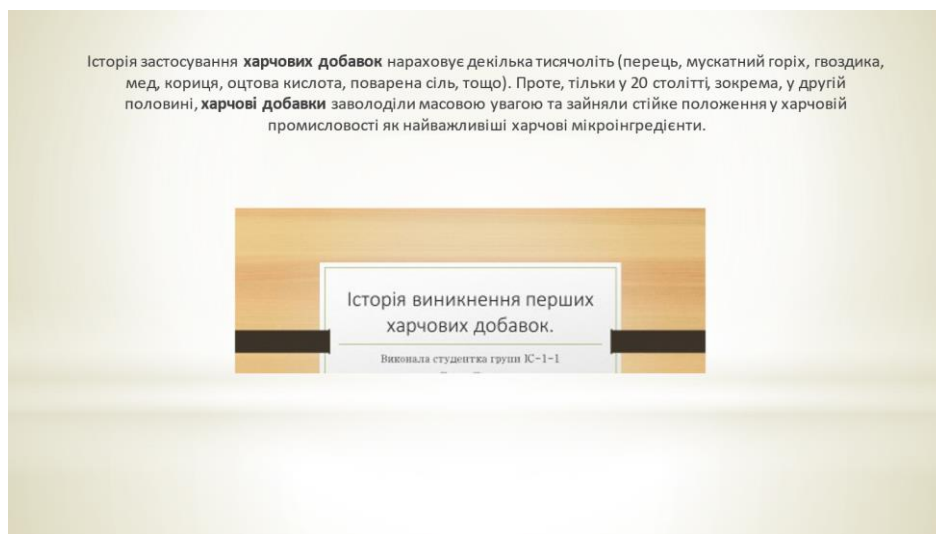 Історія застосування харчових добавок нараховує декілька тисячоліть (перець, мускатний горіх, гвоздика,
мед, кориця, оцтова кислота, поварена сіль, тощо). Проте, тільки у 20 столітті, зокрема, у другій
половині, харчові добавки заволоділи масовою увагою та зайняли стійке положення у харчовій
промисловості як найважливіші харчові мікроінгредієнти.
Історія виникнення перших
харчових добавок.
Виконала студентка групи ІС-1-1